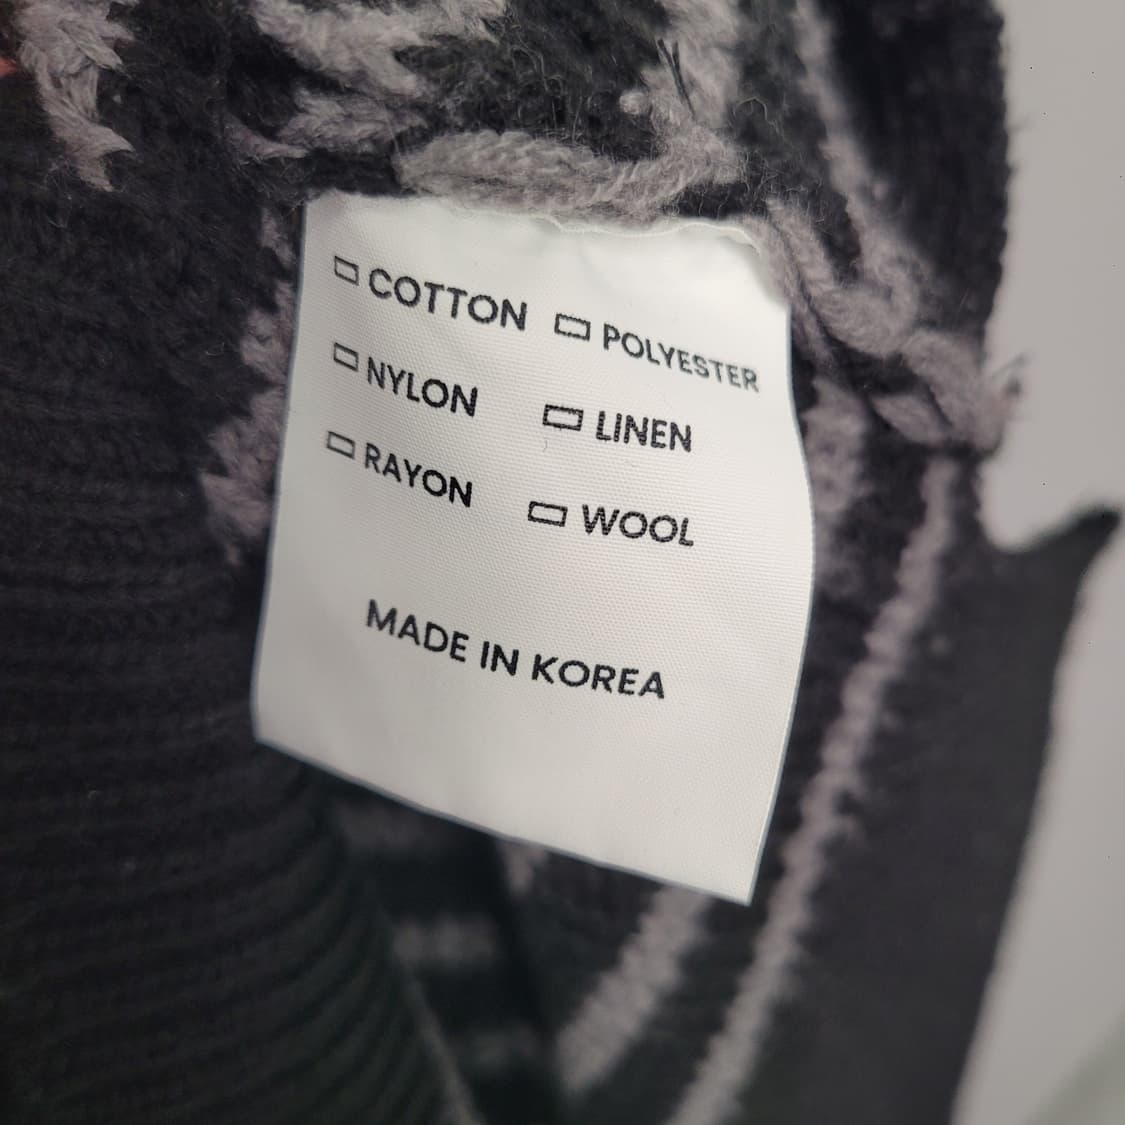 ▭ COTTON ▭ POLYESTER
▭ NYLON ▭ LINEN
▭ RAYON ▭ WOOL
MADE IN KOREA